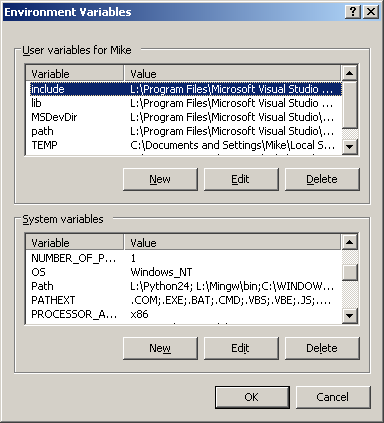 Environment Variables
User variables for Mike
Variable Value
include L:\Program Files\Microsoft Visual Studio ...
lib L:\Program Files\Microsoft Visual Studio ...
MSDevDir L:\Program Files\Microsoft Visual Studio\...
path L:\Program Files\Microsoft Visual Studio\...
TEMP C:\Documents and Settings\Mike\Local S...
New Edit Delete
System variables
Variable Value
NUMBER_OF_P... 1
OS Windows_NT
Path L:\Python24; L:\Mingw\bin;C:\WINDOW...
PATHEXT .COM;.EXE;.BAT;.CMD;.VBS;.VBE;.JS;....
PROCESSOR_A... x86
New Edit Delete
OK Cancel